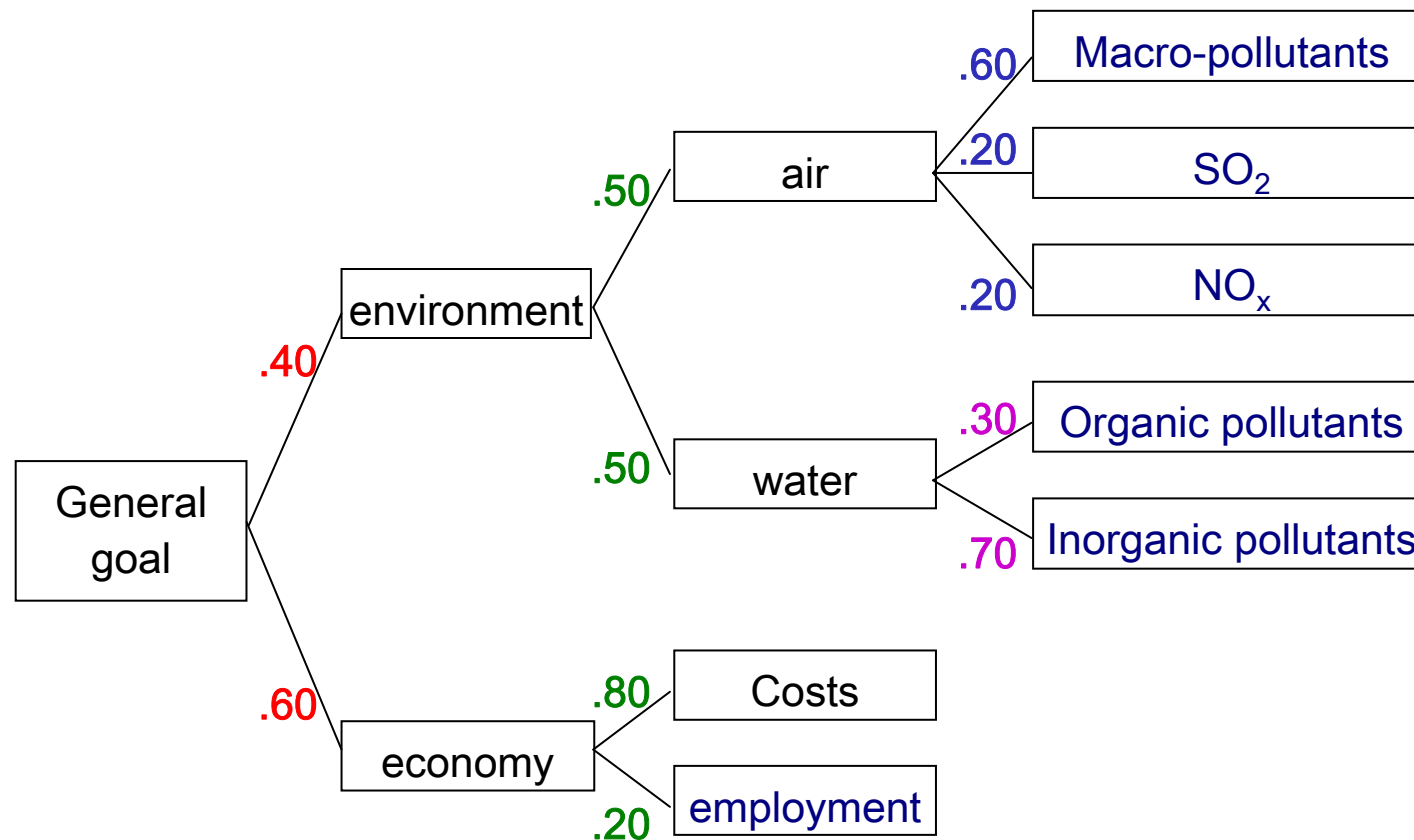 Macro-pollutants
.60
.20
SO₂
air
.50
.20
NOₓ
environment
.40
.30
Organic pollutants
.50
water
General
goal
.70
Inorganic pollutants
.60
.80
Costs
economy
.20
employment